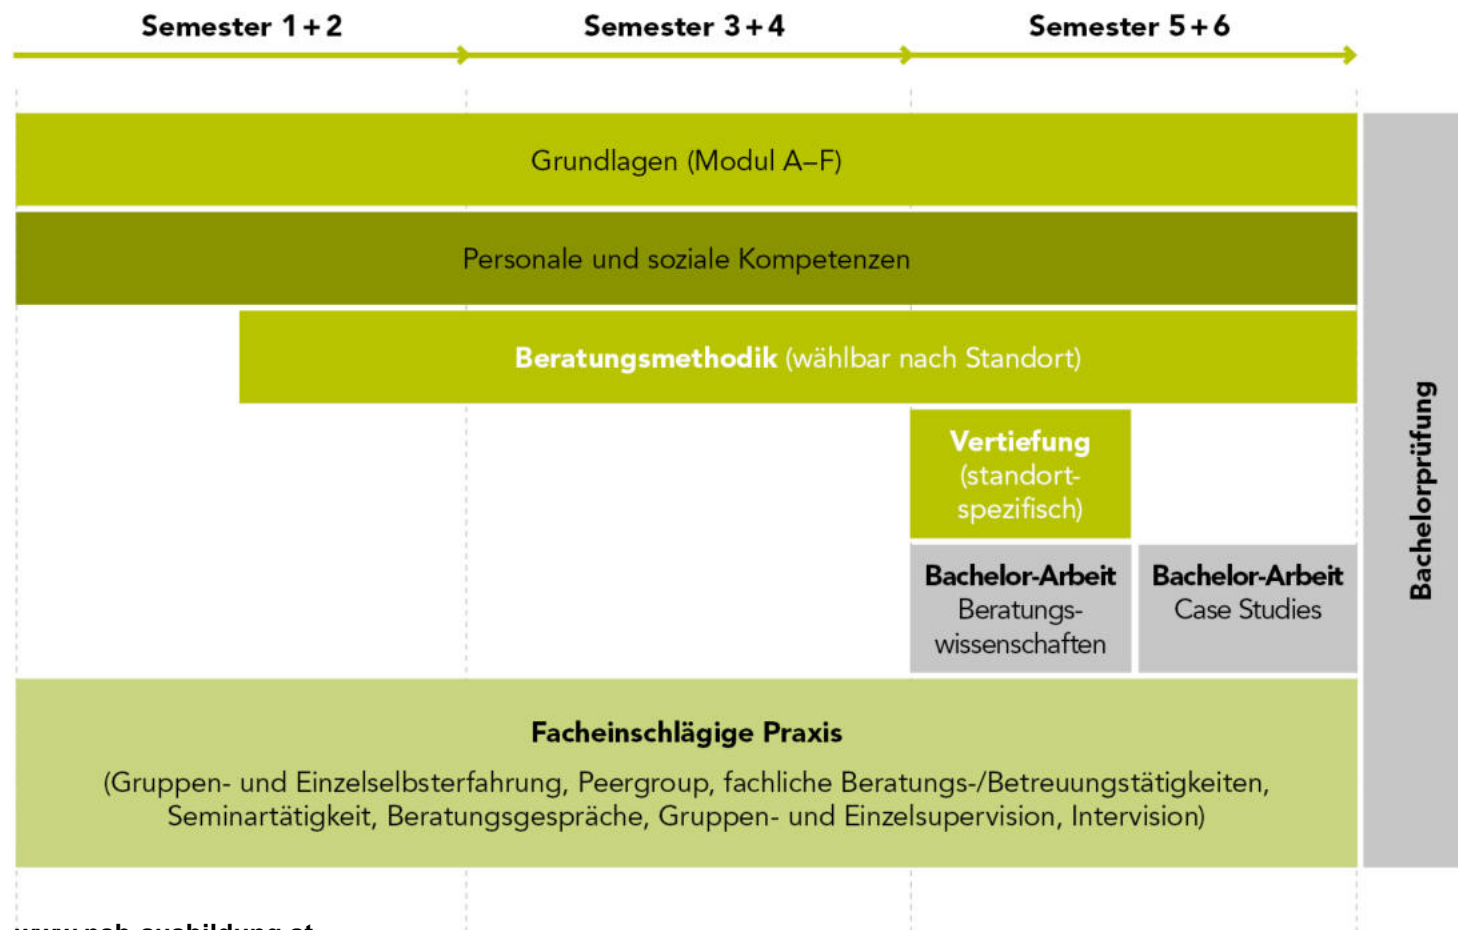 Semester 1+2
Semester 3+4
Semester 5+6
Grundlagen (Modul A–F)
Personale und soziale Kompetenzen
Beratungsmethodik (wählbar nach Standort)
Vertiefung
(standort-
spezifisch)
Bachelor-Arbeit
Beratungs-
wissenschaften
Bachelor-Arbeit
Case Studies
Bachelorprüfung
Facheinschlägige Praxis
(Gruppen- und Einzelselbsterfahrung, Peergroup, fachliche Beratungs-/Betreuungstätigkeiten,
Seminartätigkeit, Beratungsgespräche, Gruppen- und Einzelsupervision, Intervision)